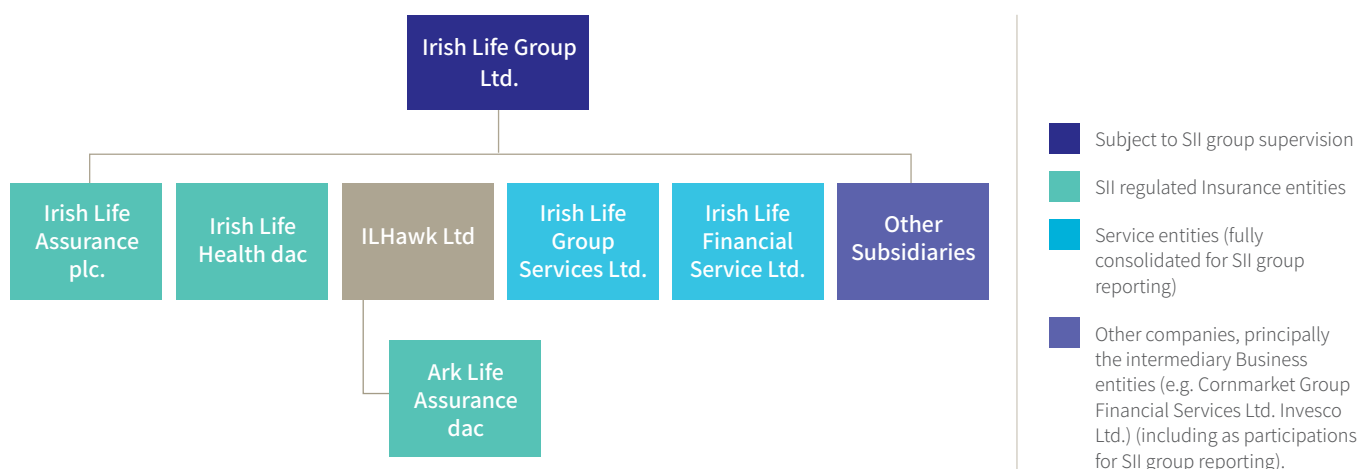 Irish Life Group
Ltd.
Irish Life
Assurance
plc.
Irish Life
Health dac
ILHawk Ltd
Irish Life
Group
Services Ltd.
Irish Life
Financial
Service Ltd.
Other
Subsidiaries
Ark Life
Assurance
dac
Subject to SII group supervision
SII regulated Insurance entities
Service entities (fully
consolidated for SII group
reporting)
Other companies, principally
the intermediary Business
entities (e.g. Cornmarket Group
Financial Services Ltd. Invesco
Ltd.) (including as participations
for SII group reporting).